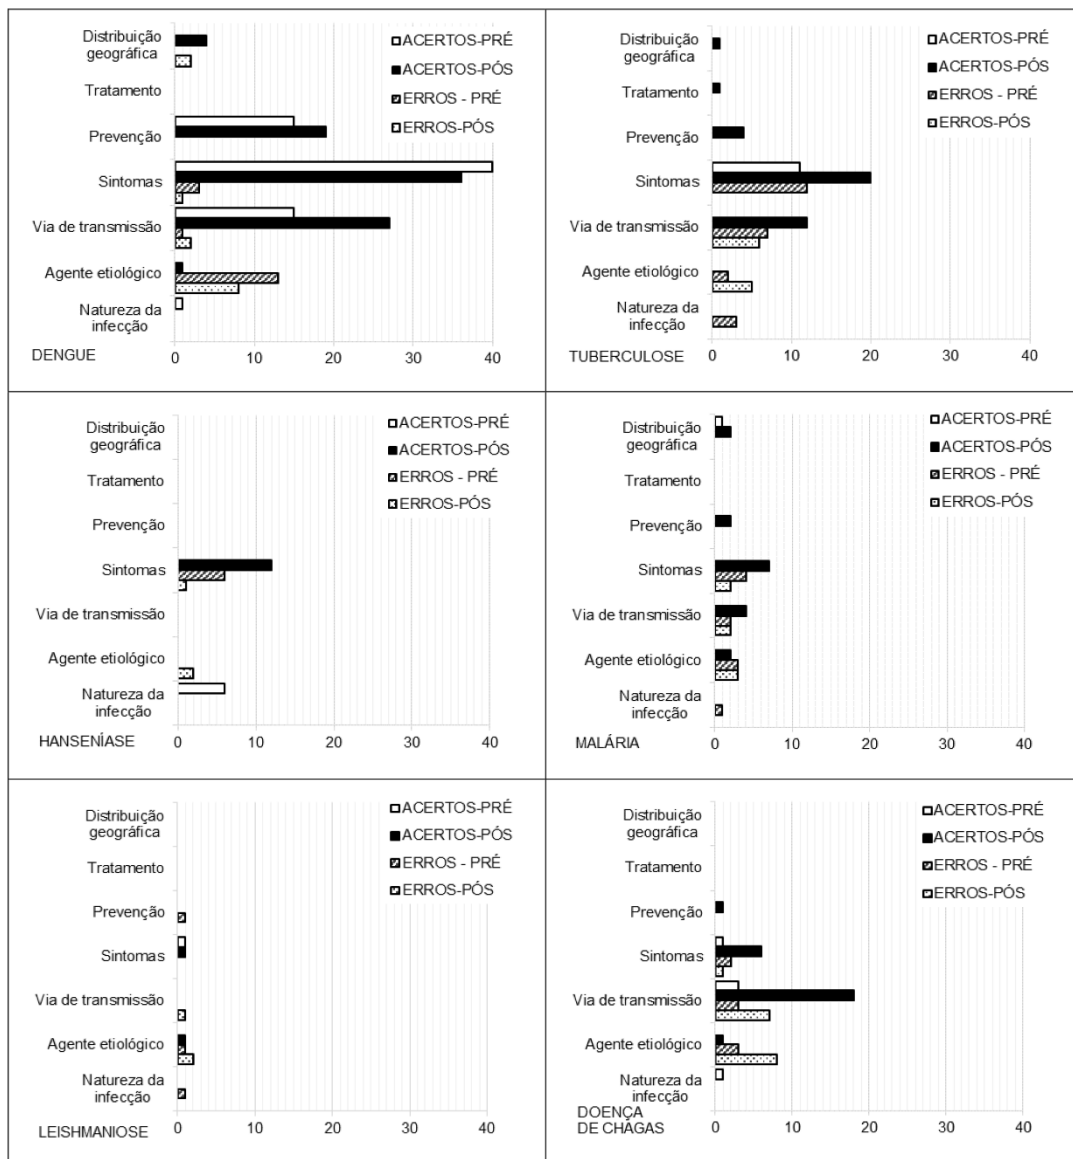 Distribuição
geográfica
Tratamento
Prevenção
Sintomas
Via de transmissão
Agente etiológico
Natureza da
infecção
ACERTOS-PRÉ
ACERTOS-PÓS
ERROS - PRÉ
ERROS-PÓS
0 10 20 30 40
DENGUE
Distribuição
geográfica
Tratamento
Prevenção
Sintomas
Via de transmissão
Agente etiológico
Natureza da
infecção
ACERTOS-PRÉ
ACERTOS-PÓS
ERROS - PRÉ
ERROS-PÓS
0 10 20 30 40
TUBERCULOSE
Distribuição
geográfica
Tratamento
Prevenção
Sintomas
Via de transmissão
Agente etiológico
Natureza da
infecção
ACERTOS-PRÉ
ACERTOS-PÓS
ERROS - PRÉ
ERROS-PÓS
0 10 20 30 40
HANSENÍASE
Distribuição
geográfica
Tratamento
Prevenção
Sintomas
Via de transmissão
Agente etiológico
Natureza da
infecção
ACERTOS-PRÉ
ACERTOS-PÓS
ERROS - PRÉ
ERROS-PÓS
0 10 20 30 40
MALÁRIA
Distribuição
geográfica
Tratamento
Prevenção
Sintomas
Via de transmissão
Agente etiológico
Natureza da
infecção
ACERTOS-PRÉ
ACERTOS-PÓS
ERROS - PRÉ
ERROS-PÓS
0 10 20 30 40
LEISHMANIOSE
Distribuição
geográfica
Tratamento
Prevenção
Sintomas
Via de transmissão
Agente etiológico
Natureza da
infecção
ACERTOS-PRÉ
ACERTOS-PÓS
ERROS - PRÉ
ERROS-PÓS
0 10 20 30 40
DOENÇA
DE CHAGAS